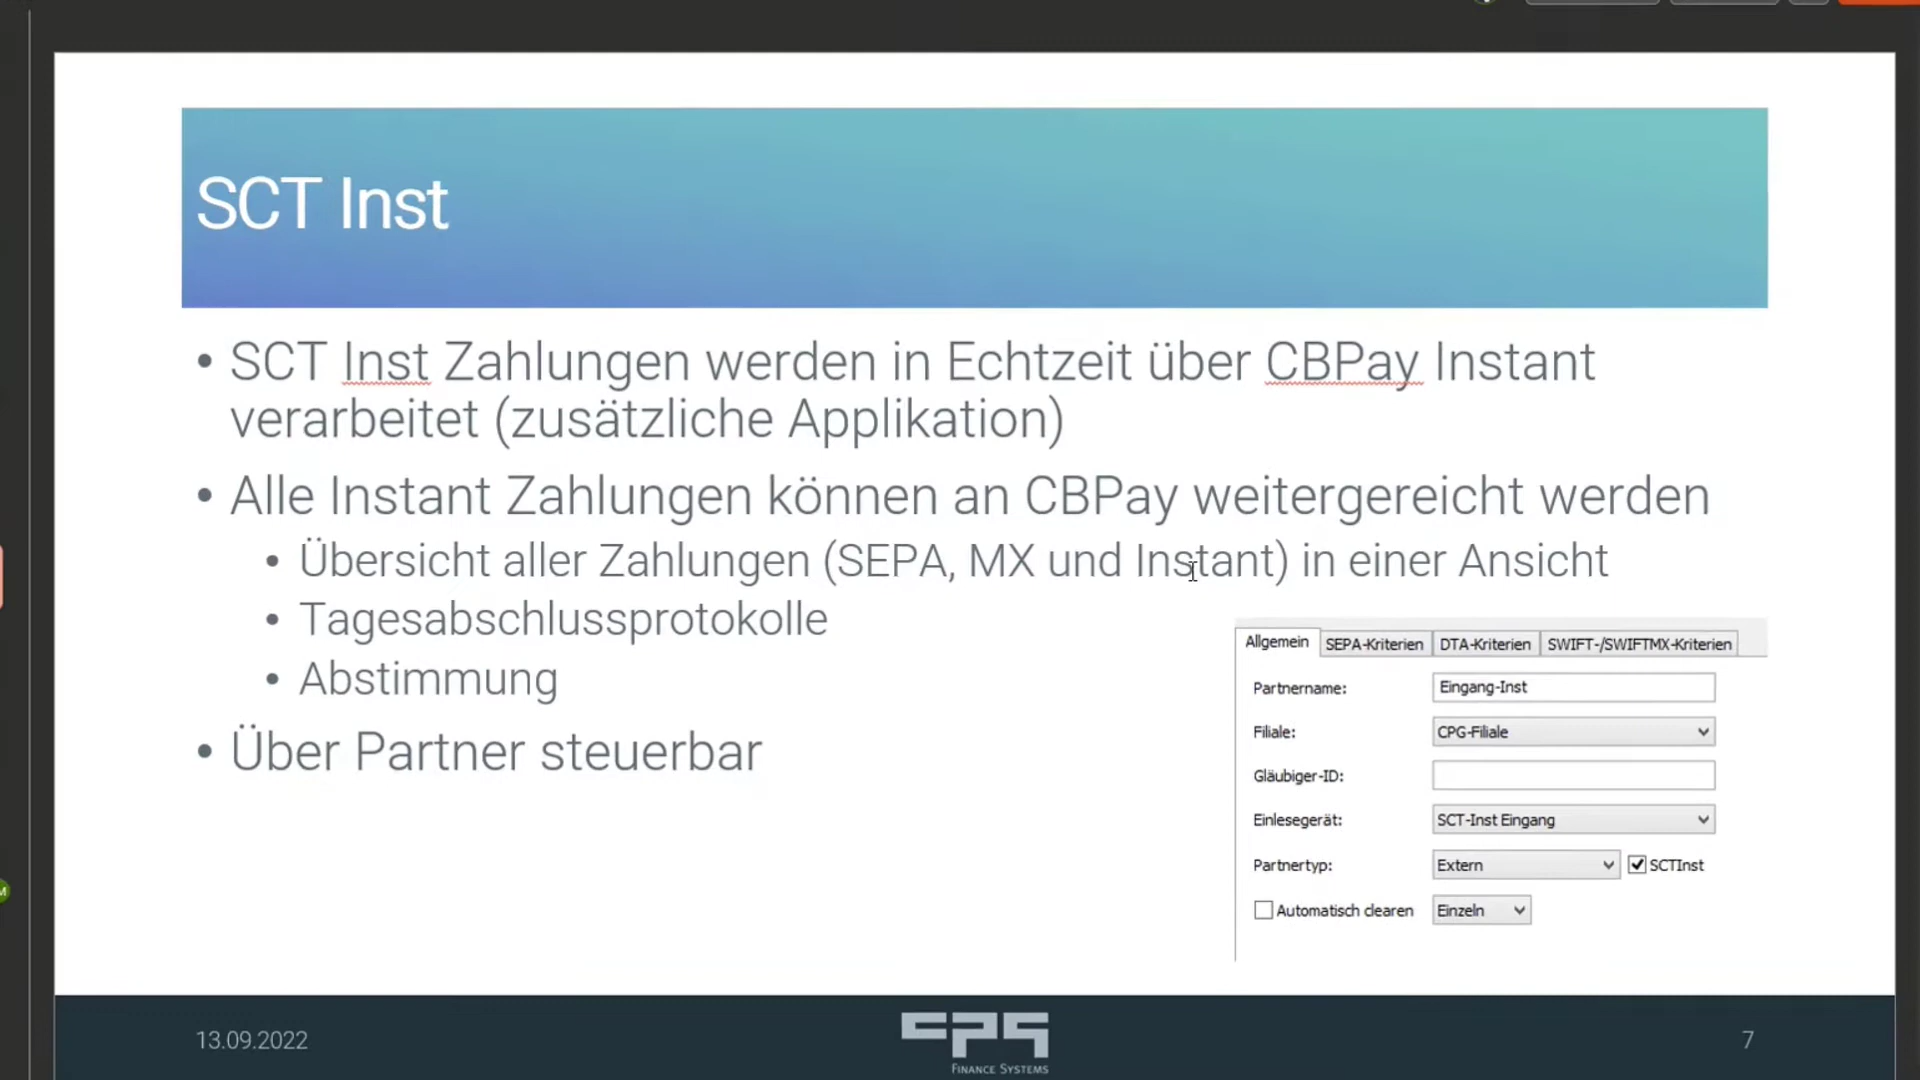 SCT Inst
• SCT Inst Zahlungen werden in Echtzeit über CBPay Instant
verarbeitet (zusätzliche Applikation)
• Alle Instant Zahlungen können an CBPay weitergereicht werden
• Übersicht aller Zahlungen (SEPA, MX und Instant) in einer Ansicht
• Tagesabschlussprotokolle
• Abstimmung
• Über Partner steuerbar
Allgemein SEPA-Kriterien DTA-Kriterien SWIFT-/SWIFTMX-Kriterien
Partnername: Eingang-Inst
Filiale: CPG-Filiale
Gläubiger-ID:
Einlesegerät: SCT-Inst Eingang
Partnertyp: Extern SCTInst
Automatisch clearen Einzeln
13.09.2022
CPG
FINANCE SYSTEMS
7